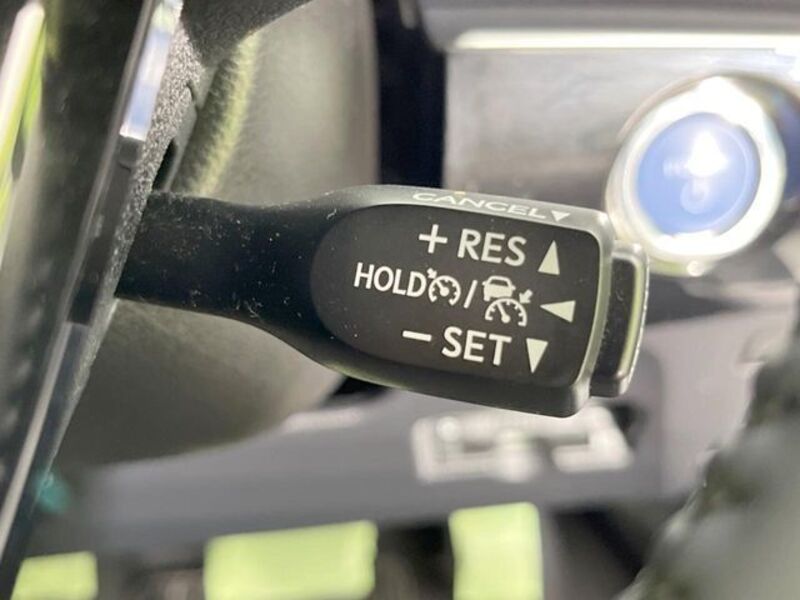 CANCEL
+ RES
HOLD /
- SET